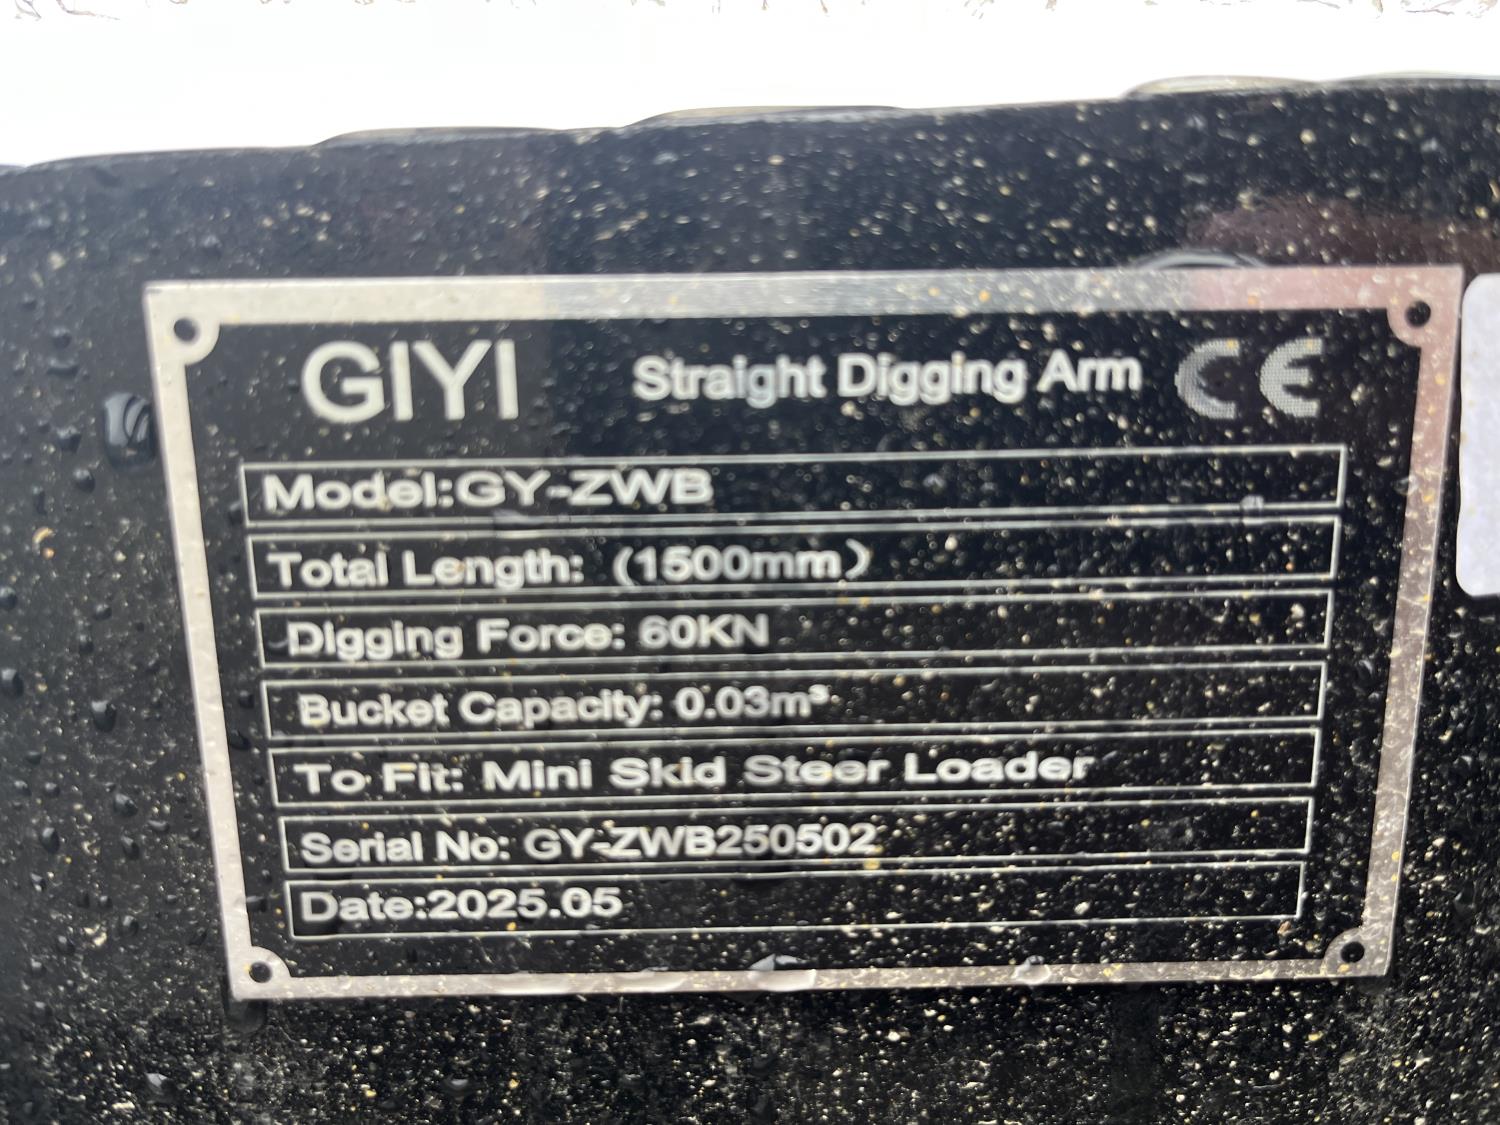 GIYI Straight Digging Arm CE
Model:GY-ZWB
Total Length: (1500mm)
Digging Force: 60KN
Bucket Capacity: 0.03m³
To Fit: Mini Skid Steer Loader
Serial No: GY-ZWB250502
Date:2025.05